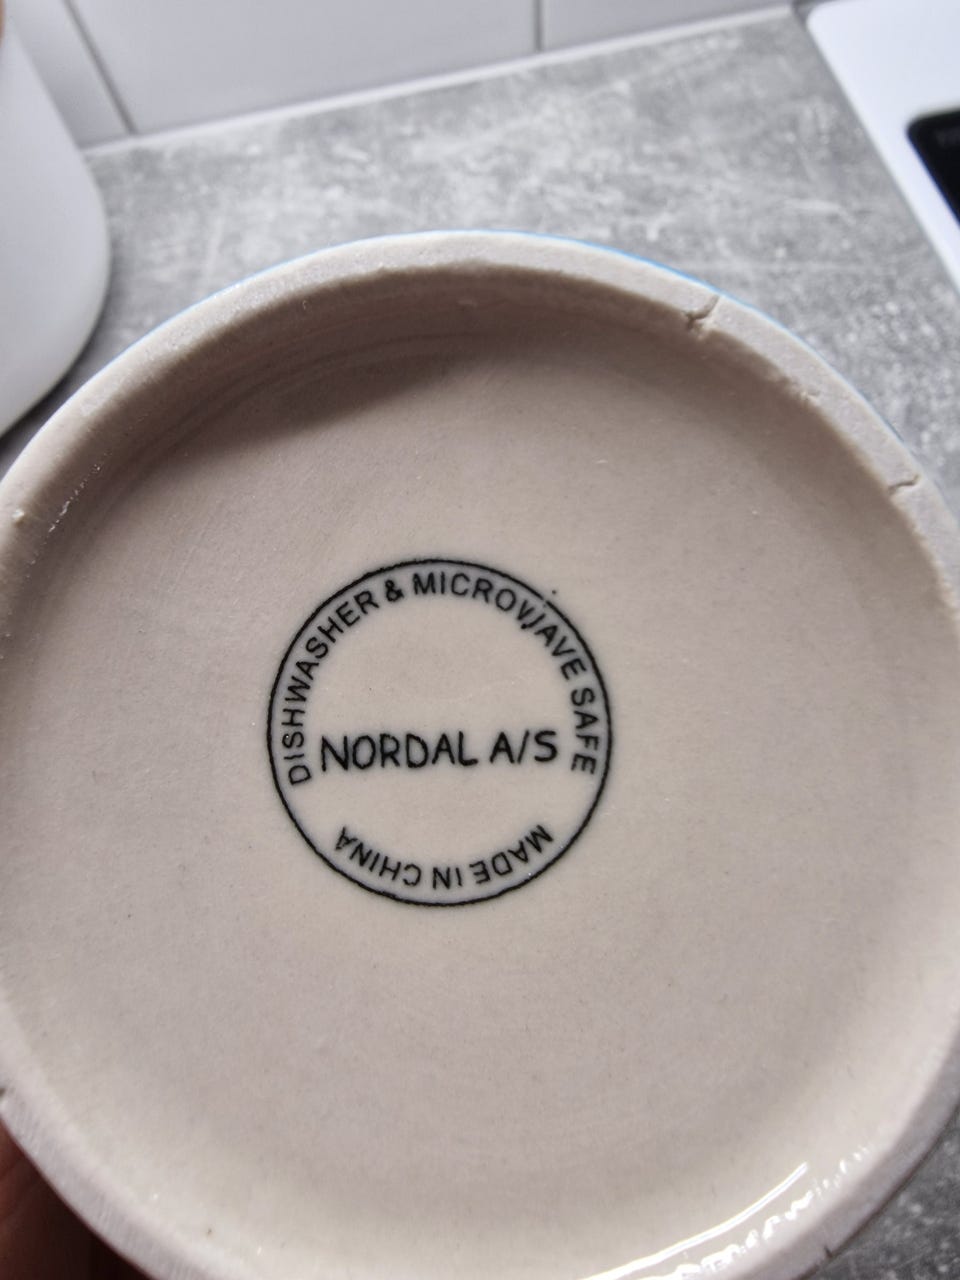 DISHWASHER & MICROWAVE SAFE
NORDAL A/S
MADE IN CHINA